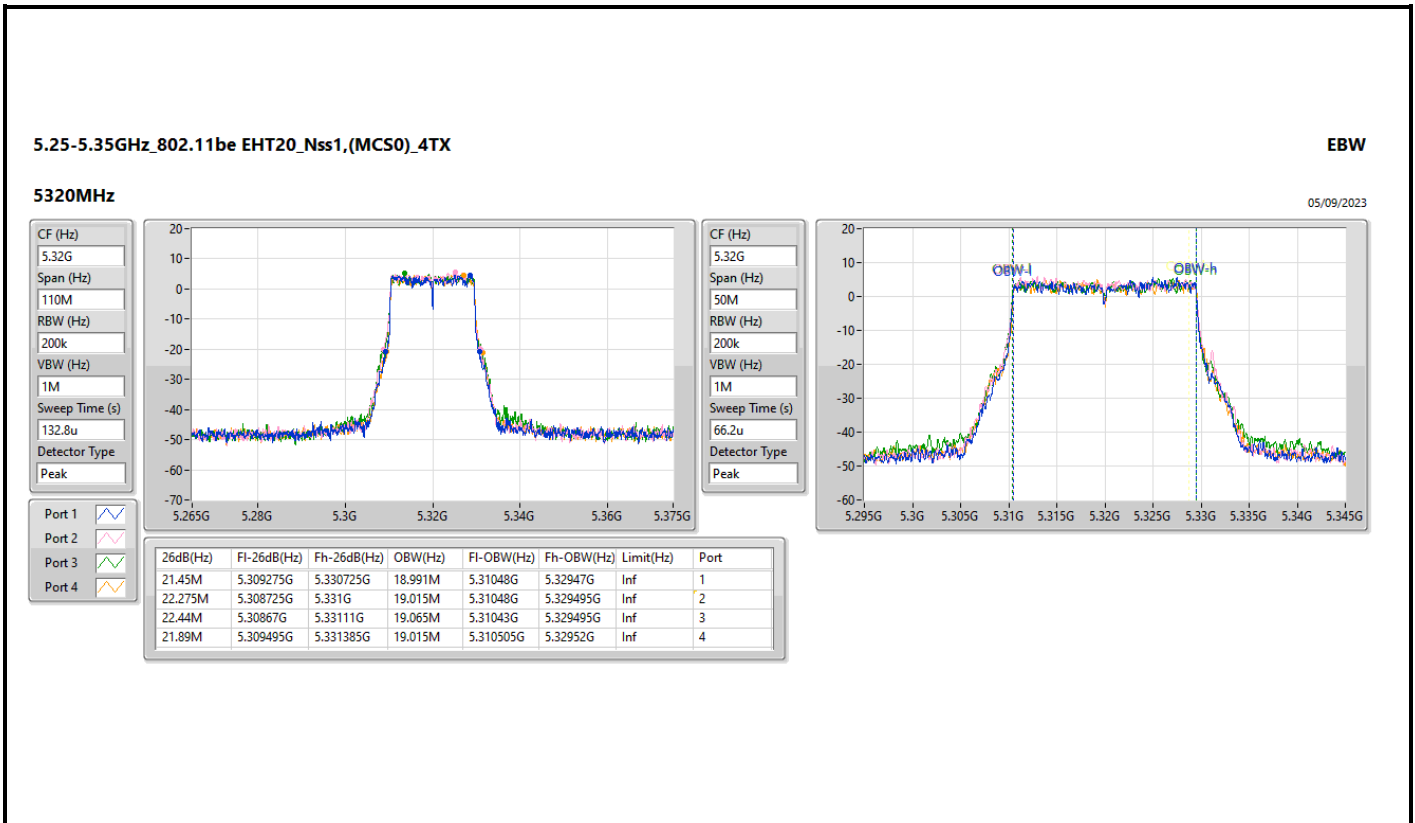 5.25-5.35GHz_802.11be EHT20_Nss1,(MCS0)_4TX EBW
5320MHz 05/09/2023
CF (Hz)
5.32G
Span (Hz)
110M
RBW (Hz)
200k
VBW (Hz)
1M
Sweep Time (s)
132.8u
Detector Type
Peak
20
10
0
-10
-20
-30
-40
-50
-60
-70
5.265G 5.28G 5.3G 5.32G 5.34G 5.36G 5.375G
CF (Hz)
5.32G
Span (Hz)
50M
RBW (Hz)
200k
VBW (Hz)
1M
Sweep Time (s)
66.2u
Detector Type
Peak
20
10
0
-10
-20
-30
-40
-50
-60
OBW-l OBW-h
5.295G 5.3G 5.305G 5.31G 5.315G 5.32G 5.325G 5.33G 5.335G 5.34G 5.345G
Port 1
Port 2
Port 3
Port 4
26dB(Hz) Fl-26dB(Hz) Fh-26dB(Hz) OBW(Hz) Fl-OBW(Hz) Fh-OBW(Hz) Limit(Hz) Port
21.45M 5.309275G 5.330725G 18.991M 5.31048G 5.32947G Inf 1
22.275M 5.308725G 5.331G 19.015M 5.31048G 5.329495G Inf 2
22.44M 5.30867G 5.33111G 19.065M 5.31043G 5.329495G Inf 3
21.89M 5.309495G 5.331385G 19.015M 5.310505G 5.32952G Inf 4